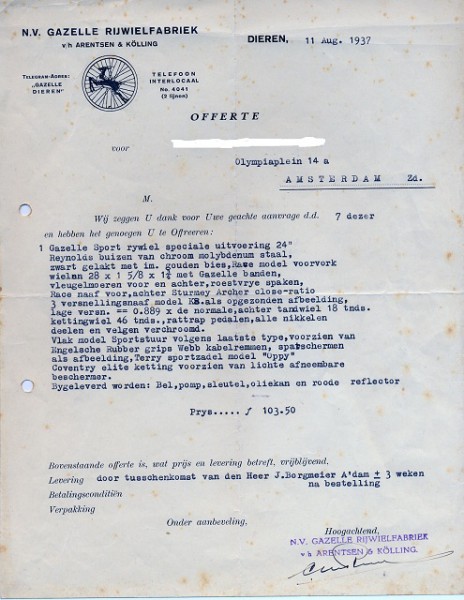 N.V. GAZELLE RIJWIELFABRIEK
v/h ARENTSEN & KÖLLING
DIEREN, 11 Aug. 1937
TELEGRAM-ADRES:
„GAZELLE
DIEREN"
TELEFOON
INTERLOCAAL
No. 4041
(2 lijnen)
OFFERTE
voor
Olympiaplein 14 a
AMSTERDAM Zd.
M.
Wij zeggen U dank voor Uwe geachte aanvrage d.d. 7 dezer
en hebben het genoegen U te Offreeren:
1 Gazelle Sport rywiel speciale uitvoering 24"
Reynolds buizen van chroom molybdenum staal,
zwart gelakt met im. gouden bies, Race model voorvork
wielen 28 x 1 5/8 x 1¼ met Gazelle banden,
vleugelmoeren voor en achter, roestvrye spaken,
Race naaf voor, achter Sturmey Archer close-ratio
3 versnellingsnaaf model KS. als opgezonden afbeelding,
lage versn. == 0.889 x de normale, achter tandwiel 18 tnds.
kettingwiel 46 tnds., rattrap pedalen, alle nikkelen
deelen en velgen verchroomd.
Vlak model Sportstuur volgens laatste type, voorzien van
Engelsche Rubber grips Webb kabelremmen, spatschermen
als afbeelding, Terry sportzadel model "Oppy"
Coventry elite ketting voorzien van lichte afneembare
beschermer.
Bygeleverd worden: Bel, pomp, sleutel, oliekan en roode reflector
Prys..... f 103.50
Bovenstaande offerte is, wat prijs en levering betreft, vrijblijvend.
Levering door tusschenkomst van den Heer J. Borgmeier A'dam ± 3 weken
na bestelling
Betalingsconditiën
Verpakking
Onder aanbeveling,
Hoogachtend,
N.V. GAZELLE RIJWIELFABRIEK
v/h ARENTSEN & KÖLLING.